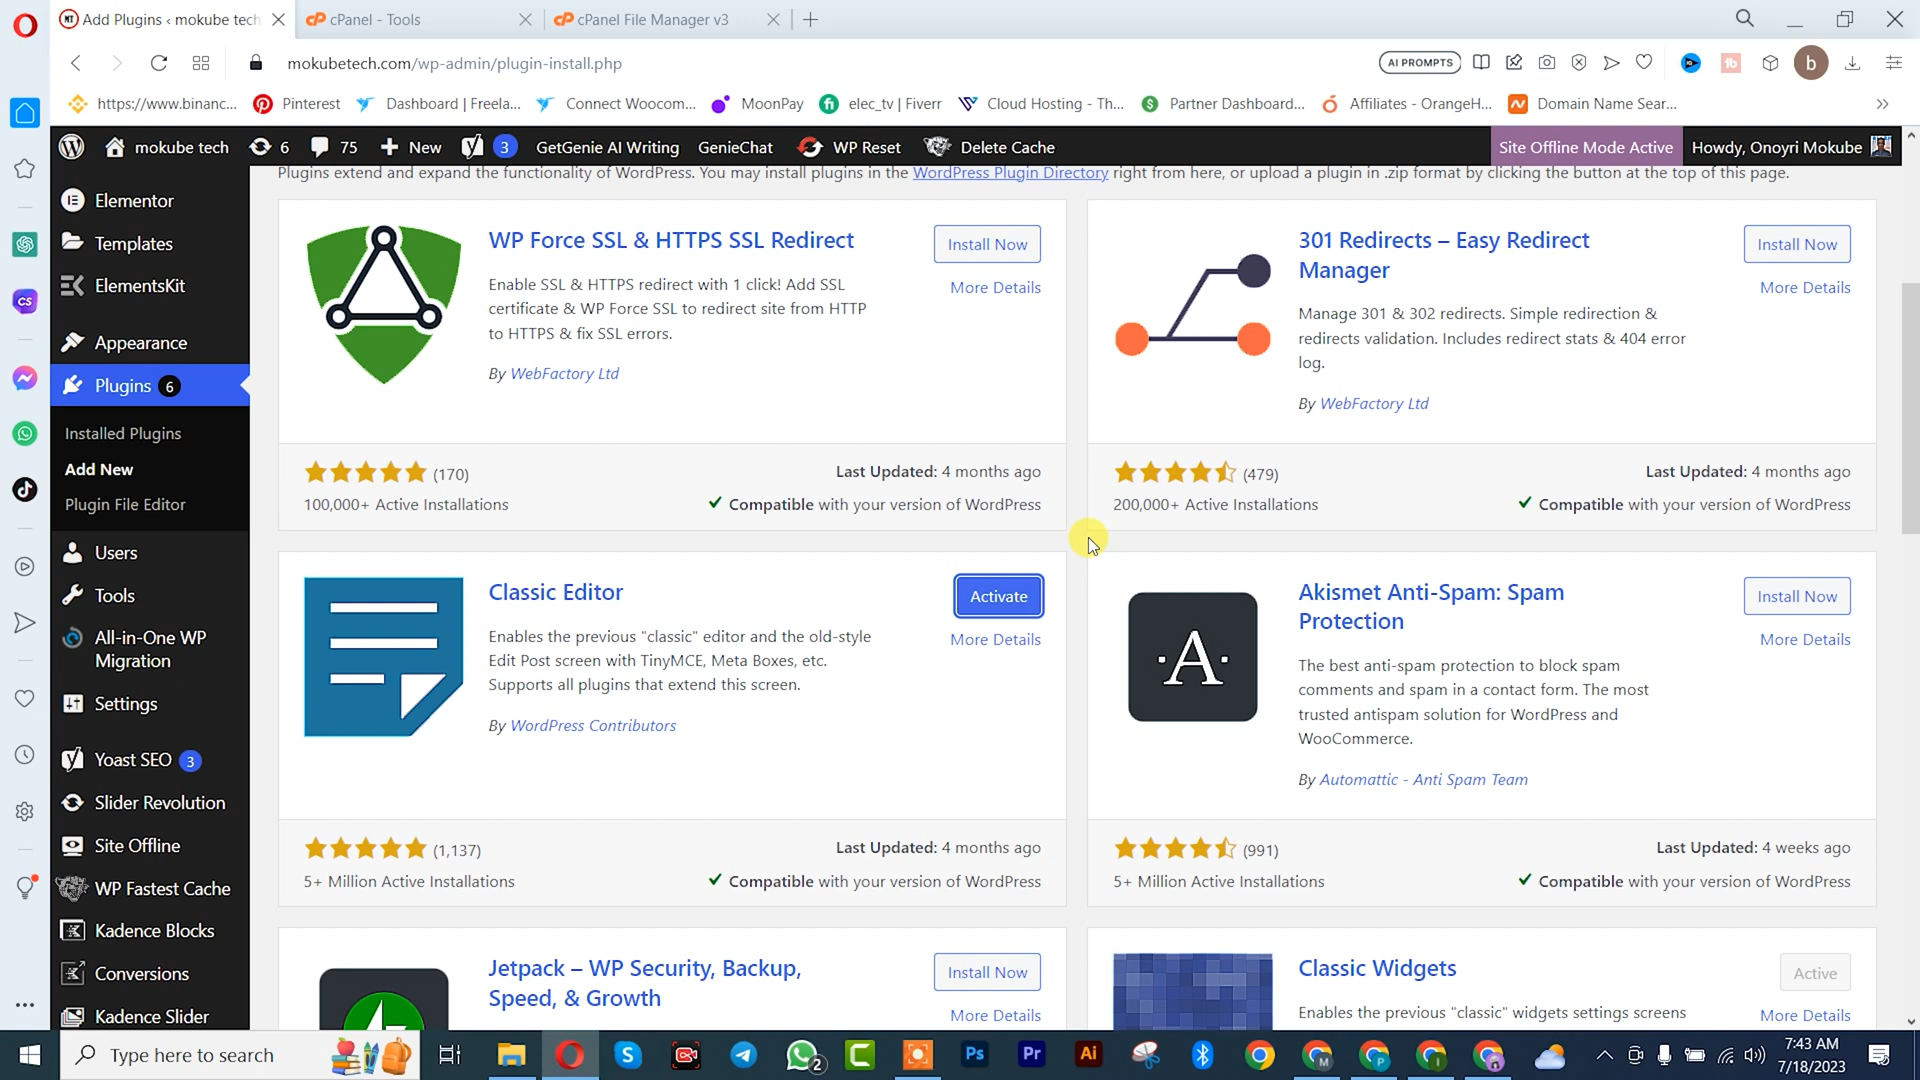 Add Plugins ‹ mokube tech
cPanel - Tools
cPanel File Manager v3
mokubetech.com/wp-admin/plugin-install.php
AI PROMPTS
b
https://www.binanc...
Pinterest
Dashboard | Freela...
Connect Woocom...
MoonPay
elec_tv | Fiverr
Cloud Hosting - Th...
Partner Dashboard...
Affiliates - OrangeH...
Domain Name Sear...
mokube tech
6
75
New
3
GetGenie AI Writing
GenieChat
WP Reset
Delete Cache
Site Offline Mode Active
Howdy, Onoyri Mokube
Elementor
Templates
ElementsKit
Appearance
Plugins 6
Installed Plugins
Add New
Plugin File Editor
Users
Tools
All-in-One WP
Migration
Settings
Yoast SEO 3
Slider Revolution
Site Offline
WP Fastest Cache
Kadence Blocks
Conversions
Kadence Slider
Plugins extend and expand the functionality of WordPress. You may install plugins in the WordPress Plugin Directory right from here, or upload a plugin in .zip format by clicking the button at the top of this page.
WP Force SSL & HTTPS SSL Redirect
Install Now
More Details
Enable SSL & HTTPS redirect with 1 click! Add SSL
certificate & WP Force SSL to redirect site from HTTP
to HTTPS & fix SSL errors.
By WebFactory Ltd
(170)
Last Updated: 4 months ago
100,000+ Active Installations
Compatible with your version of WordPress
301 Redirects – Easy Redirect
Manager
Install Now
More Details
Manage 301 & 302 redirects. Simple redirection &
redirects validation. Includes redirect stats & 404 error
log.
By WebFactory Ltd
(479)
Last Updated: 4 months ago
200,000+ Active Installations
Compatible with your version of WordPress
Classic Editor
Activate
More Details
Enables the previous "classic" editor and the old-style
Edit Post screen with TinyMCE, Meta Boxes, etc.
Supports all plugins that extend this screen.
By WordPress Contributors
(1,137)
Last Updated: 4 months ago
5+ Million Active Installations
Compatible with your version of WordPress
A
Akismet Anti-Spam: Spam
Protection
Install Now
More Details
The best anti-spam protection to block spam
comments and spam in a contact form. The most
trusted antispam solution for WordPress and
WooCommerce.
By Automattic - Anti Spam Team
(991)
Last Updated: 4 weeks ago
5+ Million Active Installations
Compatible with your version of WordPress
Jetpack – WP Security, Backup,
Speed, & Growth
Install Now
More Details
Classic Widgets
Active
More Details
Enables the previous "classic" widgets settings screens
Type here to search
2
Ps
Pr
Ai
7:43 AM
7/18/2023